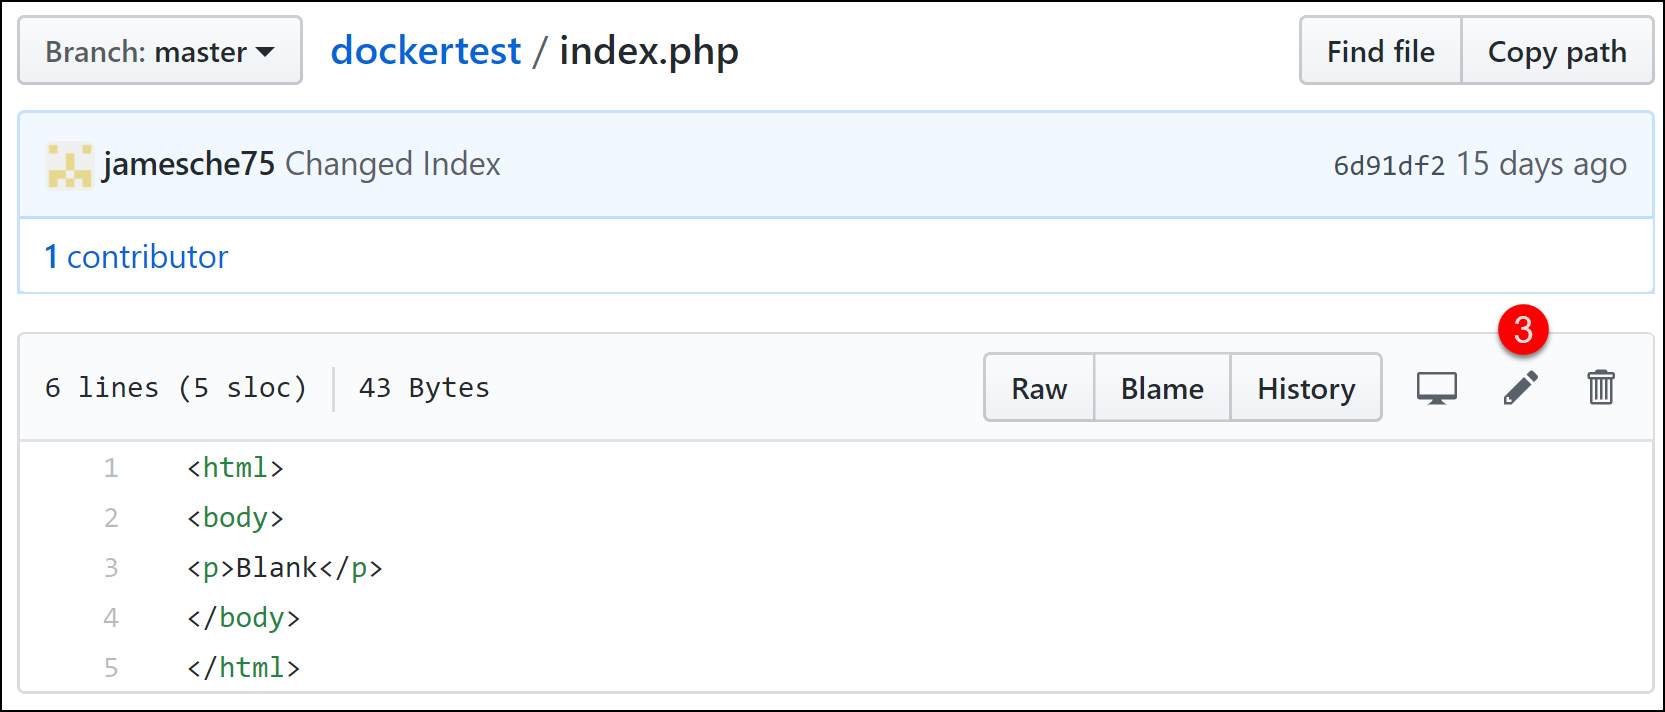 Branch: master dockertest / index.php Find file Copy path
jamesche75 Changed Index 6d91df2 15 days ago
1 contributor
3
6 lines (5 sloc) 43 Bytes Raw Blame History
1 <html>
2 <body>
3 <p>Blank</p>
4 </body>
5 </html>